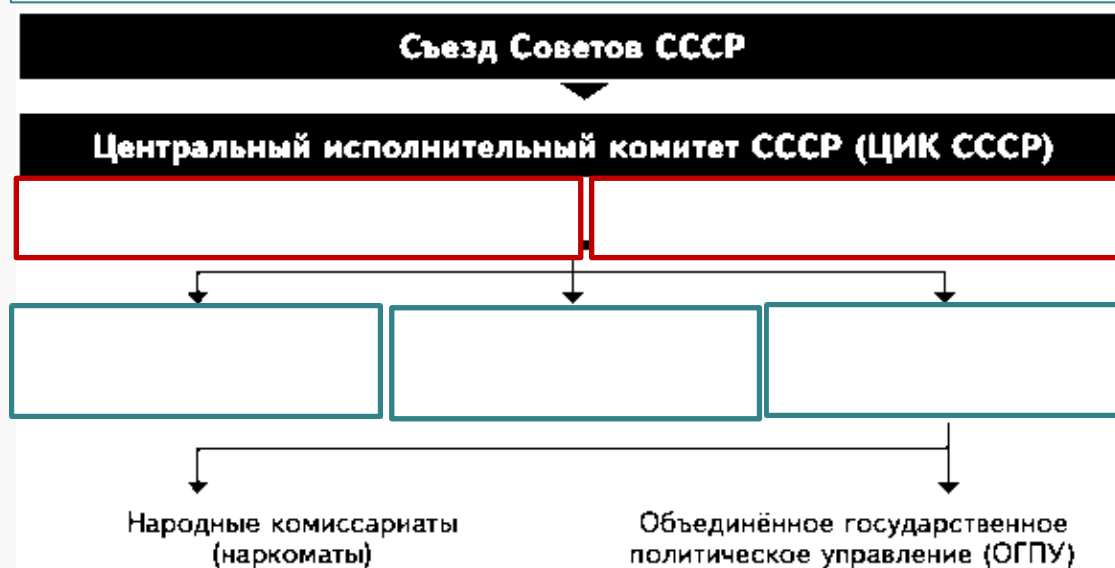 Съезд Советов СССР
Центральный исполнительный комитет СССР (ЦИК СССР)
Народные комиссариаты
(наркоматы)
Объединённое государственное
политическое управление (ОГПУ)